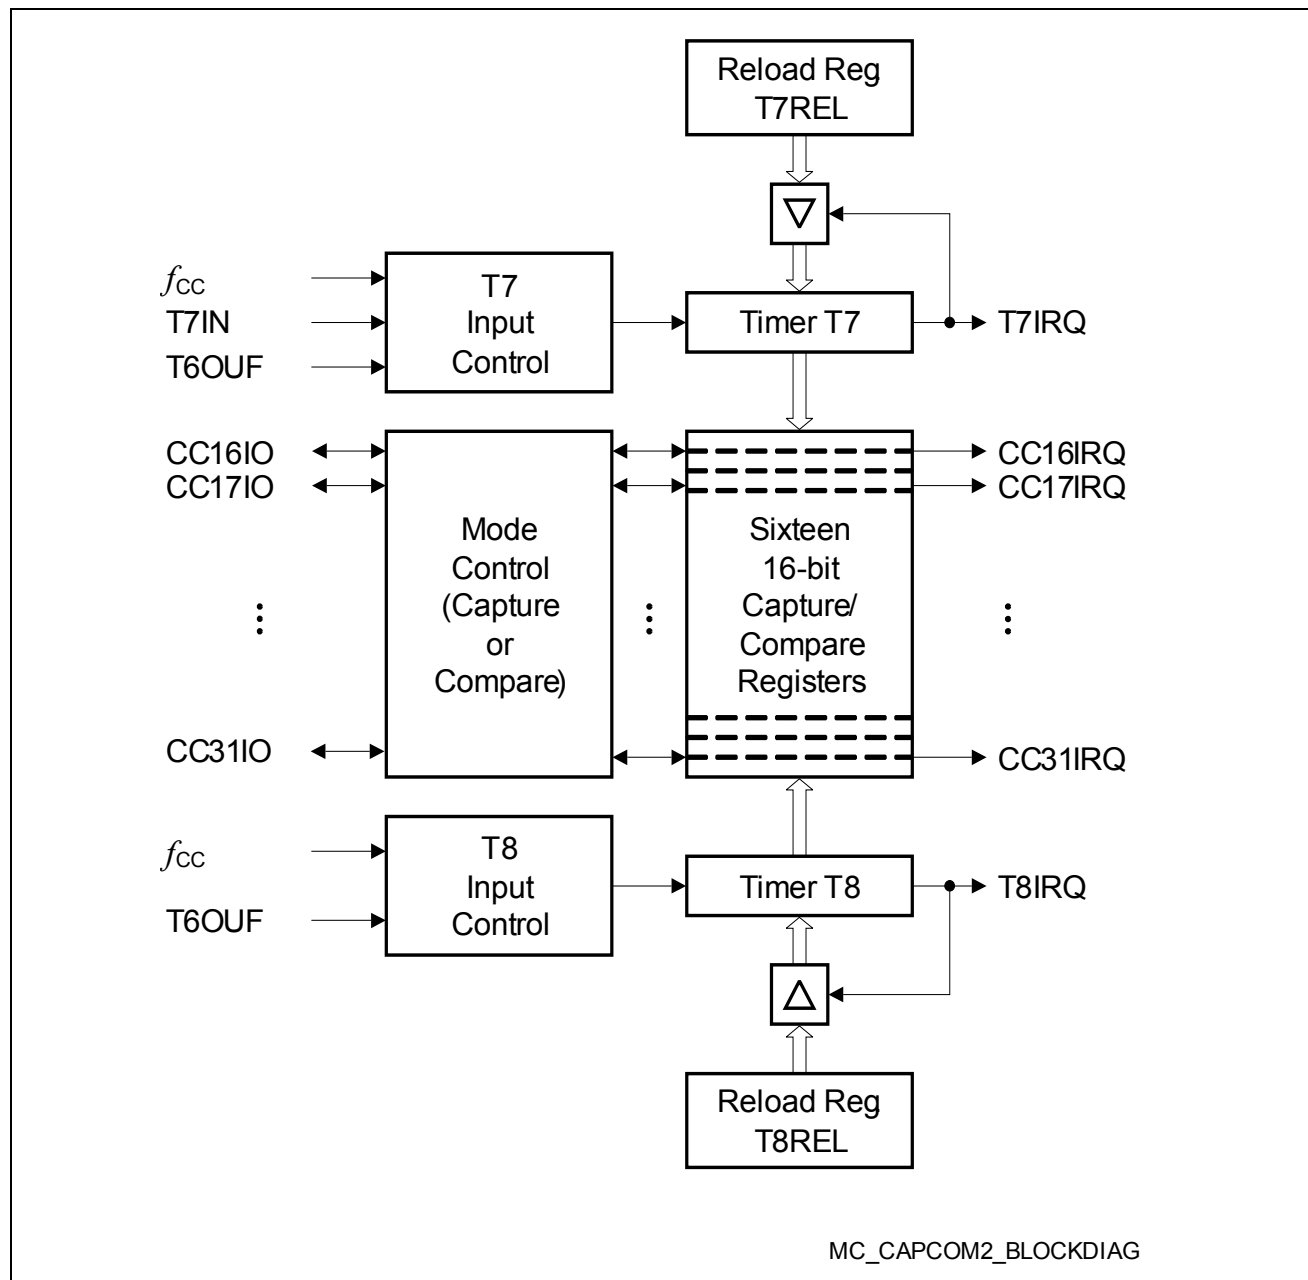 Reload Reg.
T7REL
fCC
T7IN
T6OUF
T7
Input
Control
Timer T7
T7IRQ
CC16IO
CC17IO
CC31IO
Mode
Control
(Capture
or
Compare)
Sixteen
16-bit
Capture/
Compare
Registers
CC16IRQ
CC17IRQ
CC31IRQ
fCC
T6OUF
T8
Input
Control
Timer T8
T8IRQ
Reload Reg.
T8REL
MC_CAPCOM2_BLOCKDIAG